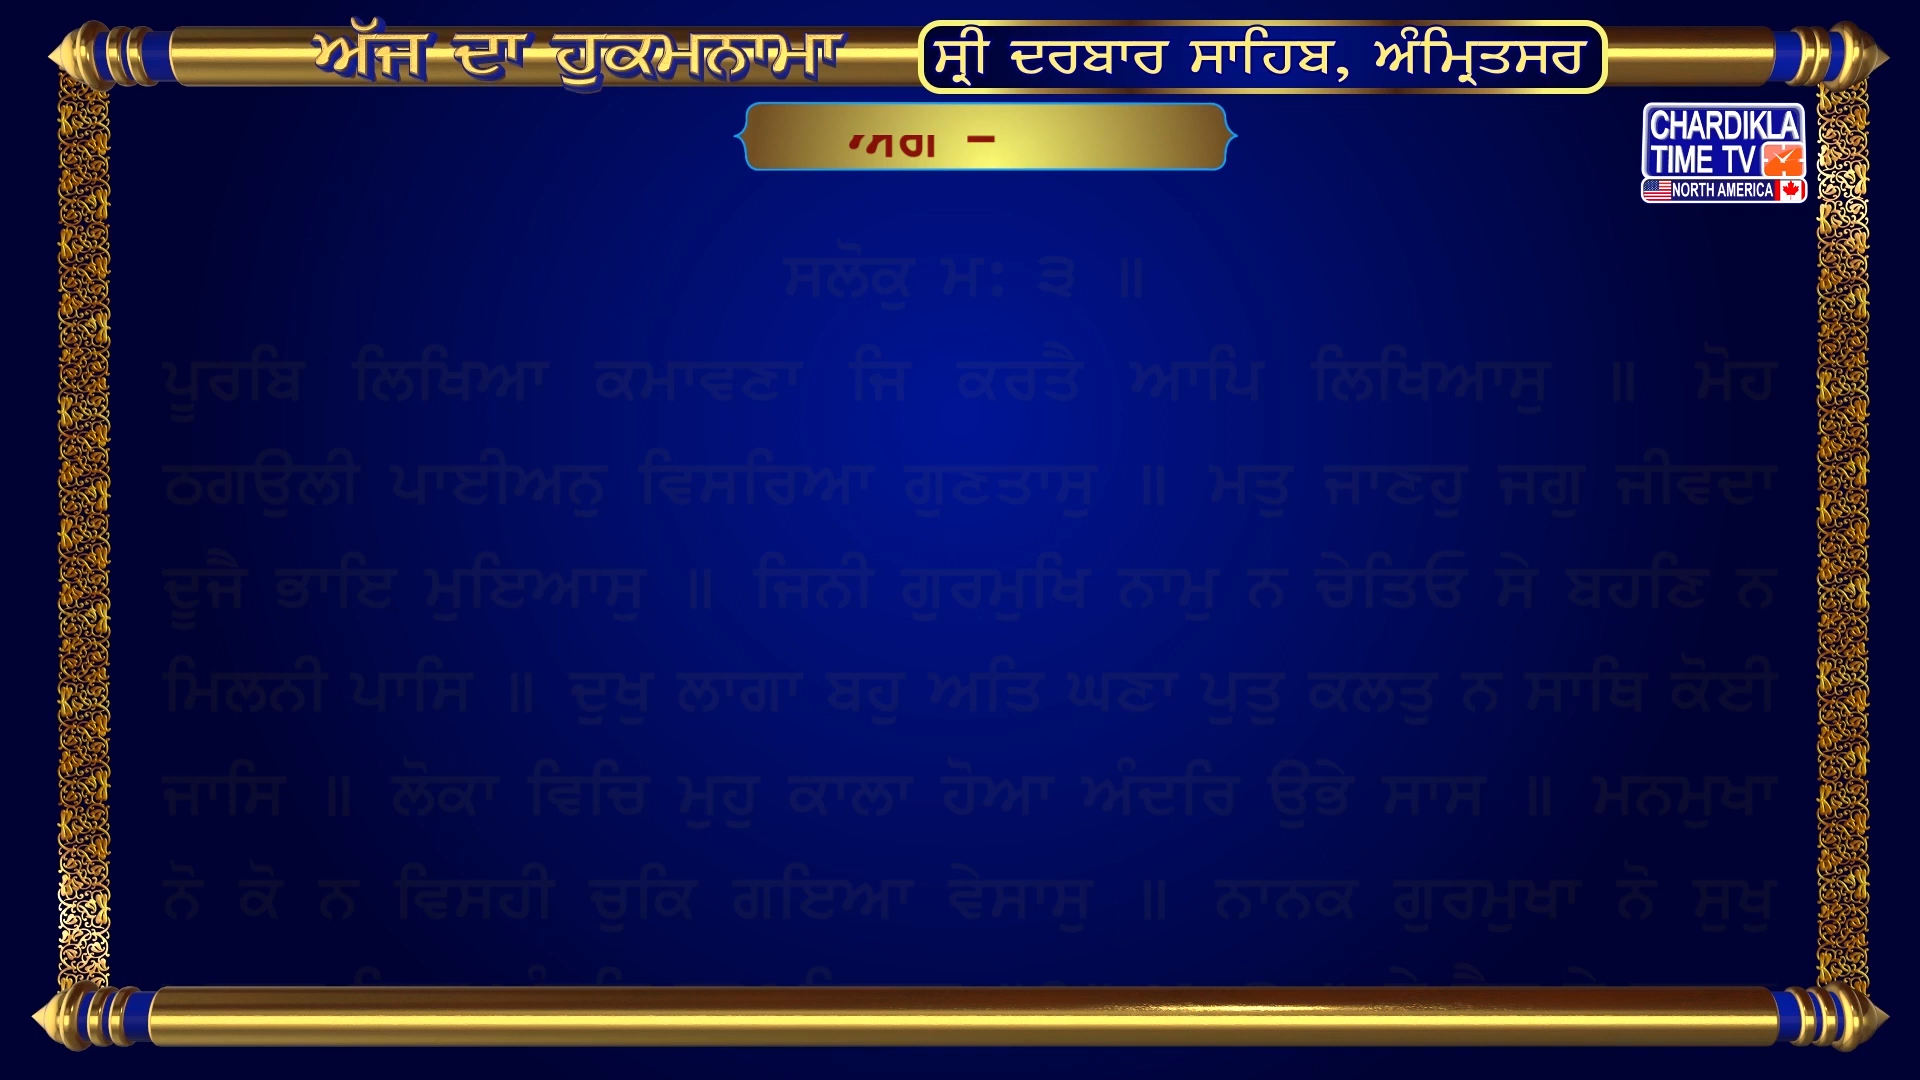 ਅੱਜ ਦਾ ਹੁਕਮਨਾਮਾ ਸ੍ਰੀ ਦਰਬਾਰ ਸਾਹਿਬ, ਅੰਮ੍ਰਿਤਸਰ
CHARDIKLA
TIME TV
NORTH AMERICA
ਸਲੋਕੁ ਮਃ ੩ ॥
ਪੂਰਬਿ ਲਿਖਿਆ ਕਮਾਵਣਾ ਜਿ ਕਰਤੈ ਆਪਿ ਲਿਖਿਆਸੁ ॥ ਮੋਹ
ਠਗਉਲੀ ਪਾਈਅਨੁ ਵਿਸਰਿਆ ਗੁਣਤਾਸੁ ॥ ਮਤੁ ਜਾਣਹੁ ਜਗੁ ਜੀਵਦਾ
ਦੂਜੈ ਭਾਇ ਮੁਇਆਸੁ ॥ ਜਿਨੀ ਗੁਰਮੁਖਿ ਨਾਮੁ ਨ ਚੇਤਿਓ ਸੇ ਬਹਣਿ ਨ
ਮਿਲਨੀ ਪਾਸਿ ॥ ਦੁਖੁ ਲਾਗਾ ਬਹੁ ਅਤਿ ਘਣਾ ਪੁਤੁ ਕਲਤੁ ਨ ਸਾਥਿ ਕੋਈ
ਜਾਸਿ ॥ ਲੋਕਾ ਵਿਚਿ ਮੁਹੁ ਕਾਲਾ ਹੋਆ ਅੰਦਰਿ ਉਭੇ ਸਾਸ ॥ ਮਨਮੁਖਾ
ਨੋ ਕੋ ਨ ਵਿਸਹੀ ਚੁਕਿ ਗਇਆ ਵੇਸਾਸੁ ॥ ਨਾਨਕ ਗੁਰਮੁਖਾ ਨੋ ਸੁਖੁ